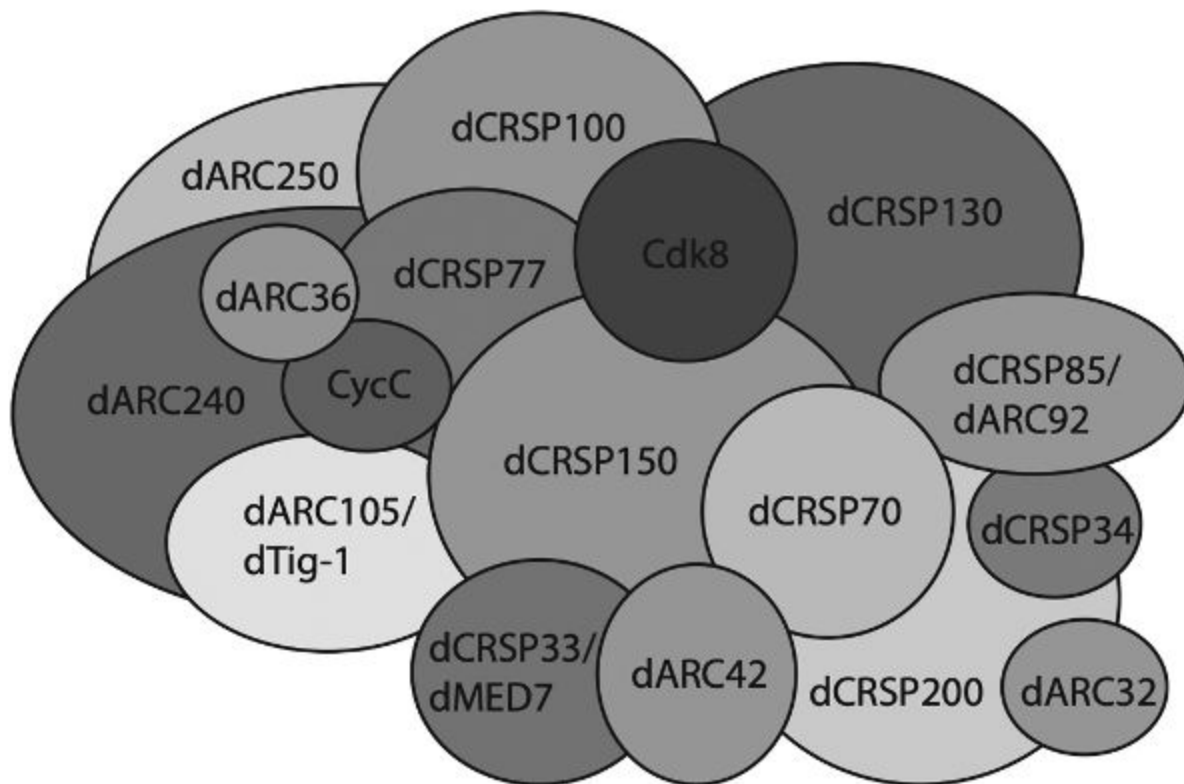 dCRSP100
dARC250
dCRSP130
Cdk8
dCRSP77
dARC36
dCRSP85/
dARC92
CycC
dARC240
dCRSP150
dARC105/
dTig-1
dCRSP70
dCRSP34
dCRSP33/
dMED7
dARC42
dCRSP200
dARC32